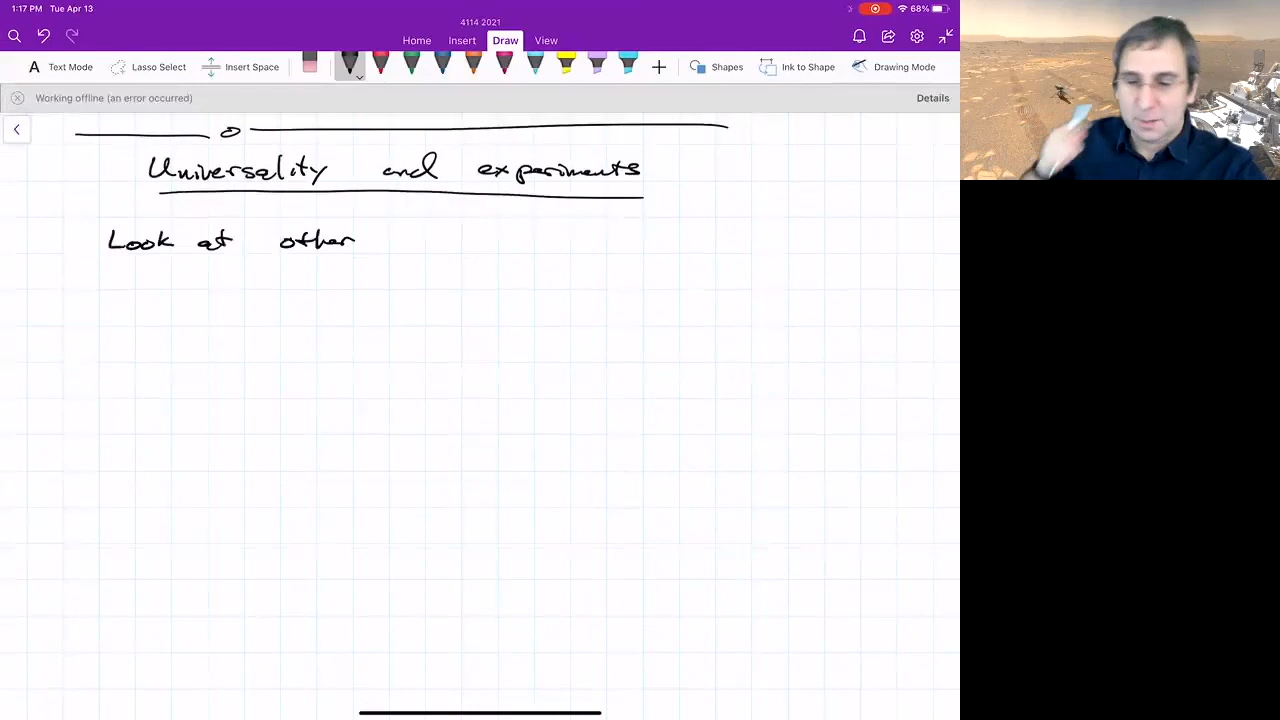 1:17 PM Tue Apr 13
68%
4114 2021
Home Insert Draw View
A Text Mode Lasso Select Insert Space Shapes Ink to Shape Drawing Mode
Working offline (an error occurred) Details
Universality and experiments
Look at other